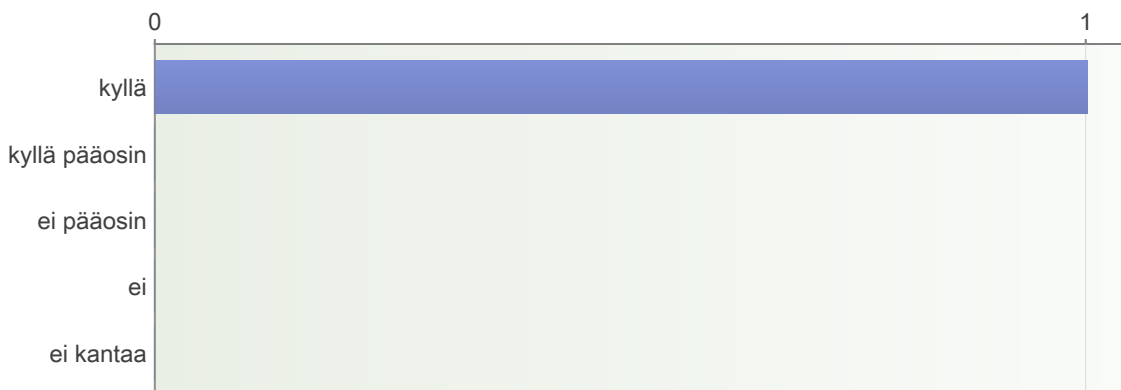 0 1
kyllä
kyllä pääosin
ei pääosin
ei
ei kantaa